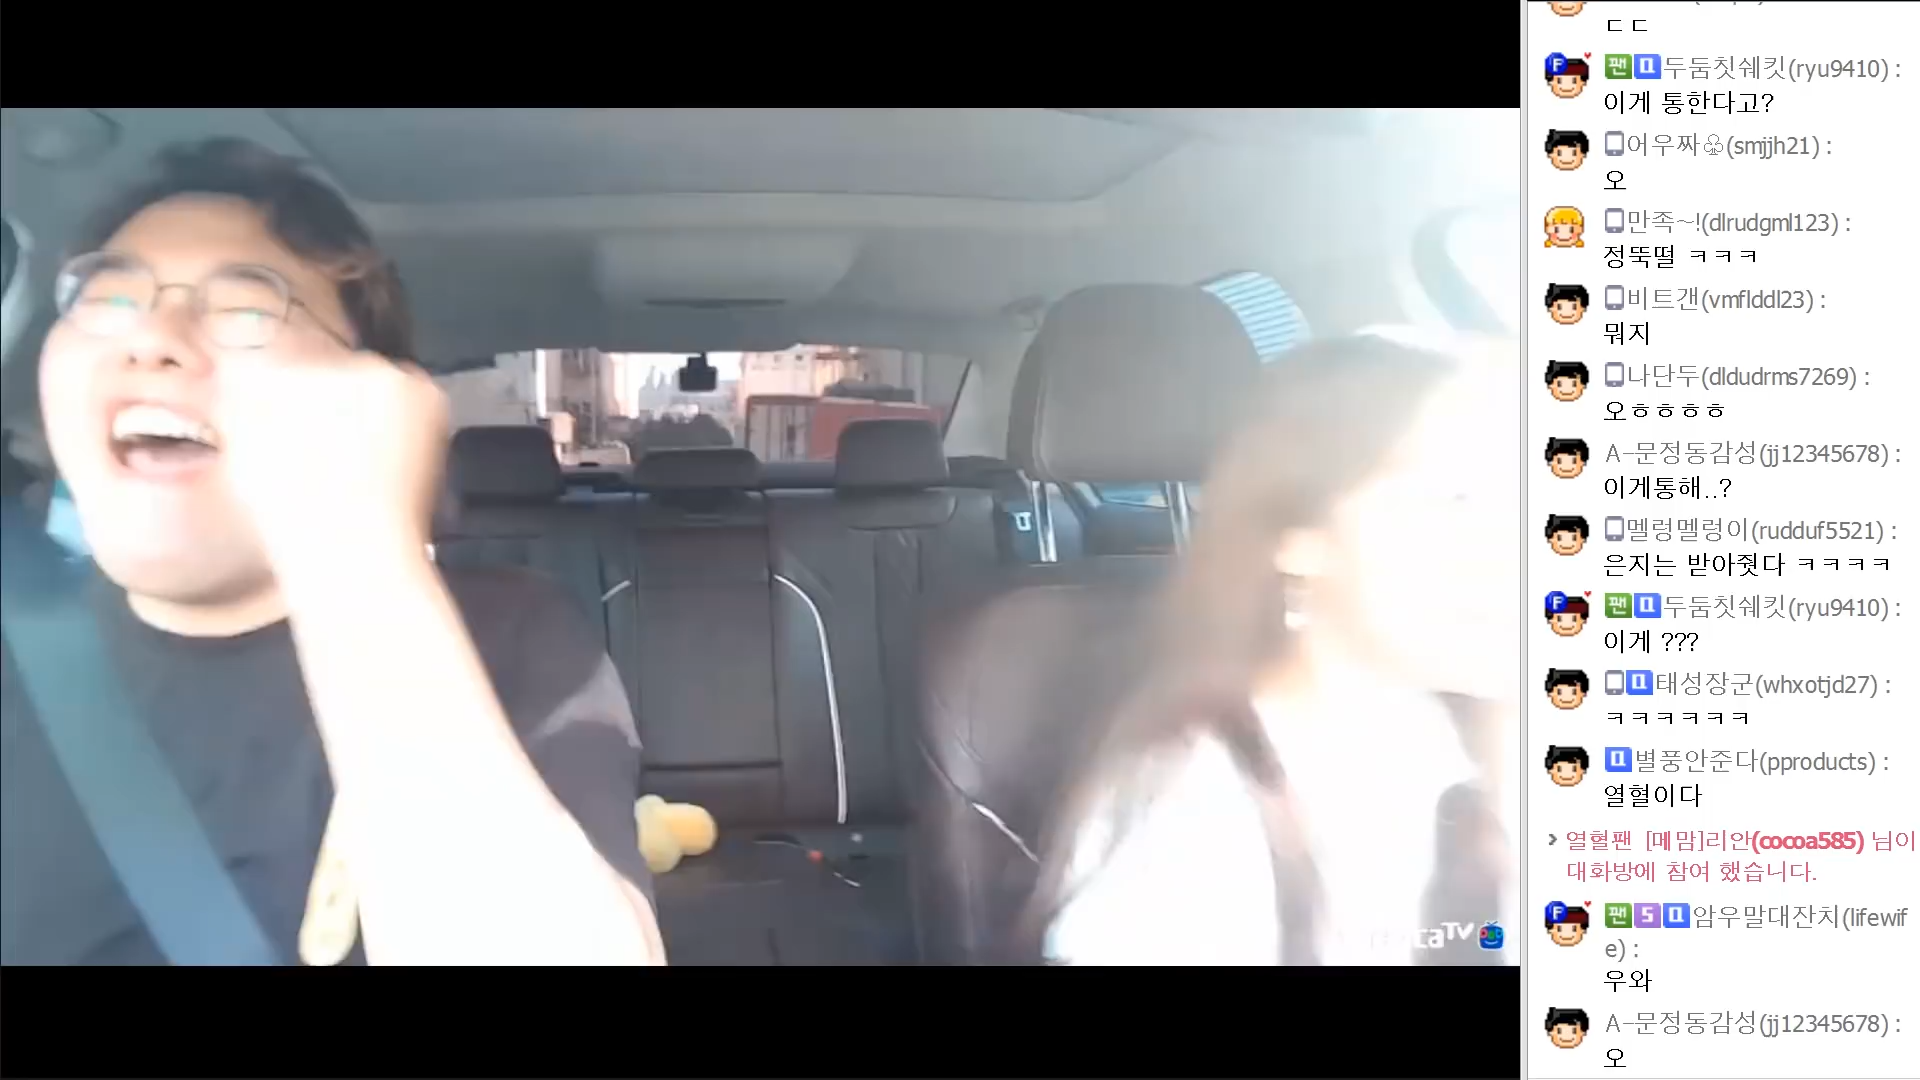 ㄷㄷ
팬 두둠칫쉐킷(ryu9410) :
이게 통한다고?
어우짜♧(smjjh21) :
오
만족~!(dlrudgml123) :
정뚝떨 ㅋㅋㅋ
비트갠(vmflddl23) :
뭐지
나단두(dldudrms7269) :
오ㅎㅎㅎㅎ
A-문정동감성(jj12345678) :
이게통해..?
멜렁멜렁이(rudduf5521) :
은지는 받아줬다 ㅋㅋㅋㅋ
팬 두둠칫쉐킷(ryu9410) :
이게 ???
태성장군(whxotjd27) :
ㅋㅋㅋㅋㅋㅋ
별풍안준다(pproducts) :
열혈이다
열혈팬 [메맘]리안(cocoa585) 님이
대화방에 참여 했습니다.
팬 S 암우말대잔치(lifewif
e) :
우와
A-문정동감성(jj12345678) :
오